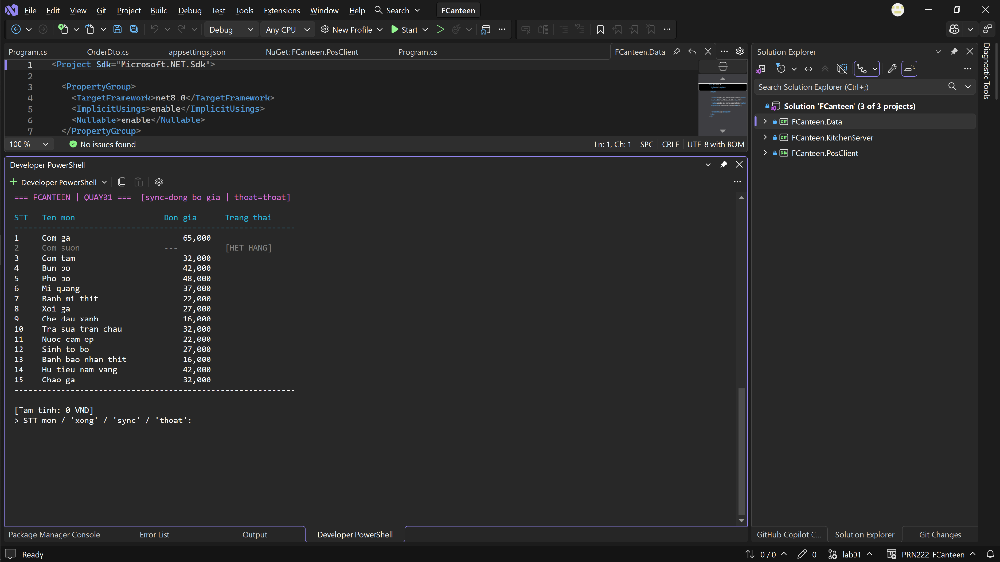 File Edit View Git Project Build Debug Test Tools Extensions Window Help Search FCanteen
Debug Any CPU New Profile Start
Program.cs OrderDto.cs appsettings.json NuGet: FCanteen.PosClient Program.cs FCanteen.Data
1 <Project Sdk="Microsoft.NET.Sdk">
2
3 <PropertyGroup>
4 <TargetFramework>net8.0</TargetFramework>
5 <ImplicitUsings>enable</ImplicitUsings>
6 <Nullable>enable</Nullable>
7 </PropertyGroup>
100 % No issues found Ln: 1, Ch: 1 SPC CRLF UTF-8 with BOM
Developer PowerShell
Developer PowerShell
=== FCANTEEN | QUAY01 === [sync=dong bo gia | thoat=thoat]
STT Ten mon Don gia Trang thai
------------------------------------------------------------
1 Com ga 65,000
2 Com suon --- [HET HANG]
3 Com tam 32,000
4 Bun bo 42,000
5 Pho bo 48,000
6 Mi quang 37,000
7 Banh mi thit 22,000
8 Xoi ga 27,000
9 Che dau xanh 16,000
10 Tra sua tran chau 32,000
11 Nuoc cam ep 22,000
12 Sinh to bo 27,000
13 Banh bao nhan thit 16,000
14 Hu tieu nam vang 42,000
15 Chao ga 32,000
------------------------------------------------------------
[Tam tinh: 0 VND]
> STT mon / 'xong' / 'sync' / 'thoat':
Package Manager Console Error List Output Developer PowerShell
Solution Explorer
Search Solution Explorer (Ctrl+;)
Solution 'FCanteen' (3 of 3 projects)
FCanteen.Data
FCanteen.KitchenServer
FCanteen.PosClient
GitHub Copilot C... Solution Explorer Git Changes
Diagnostic Tools
Ready 0 / 0 0 lab01 PRN222-FCanteen